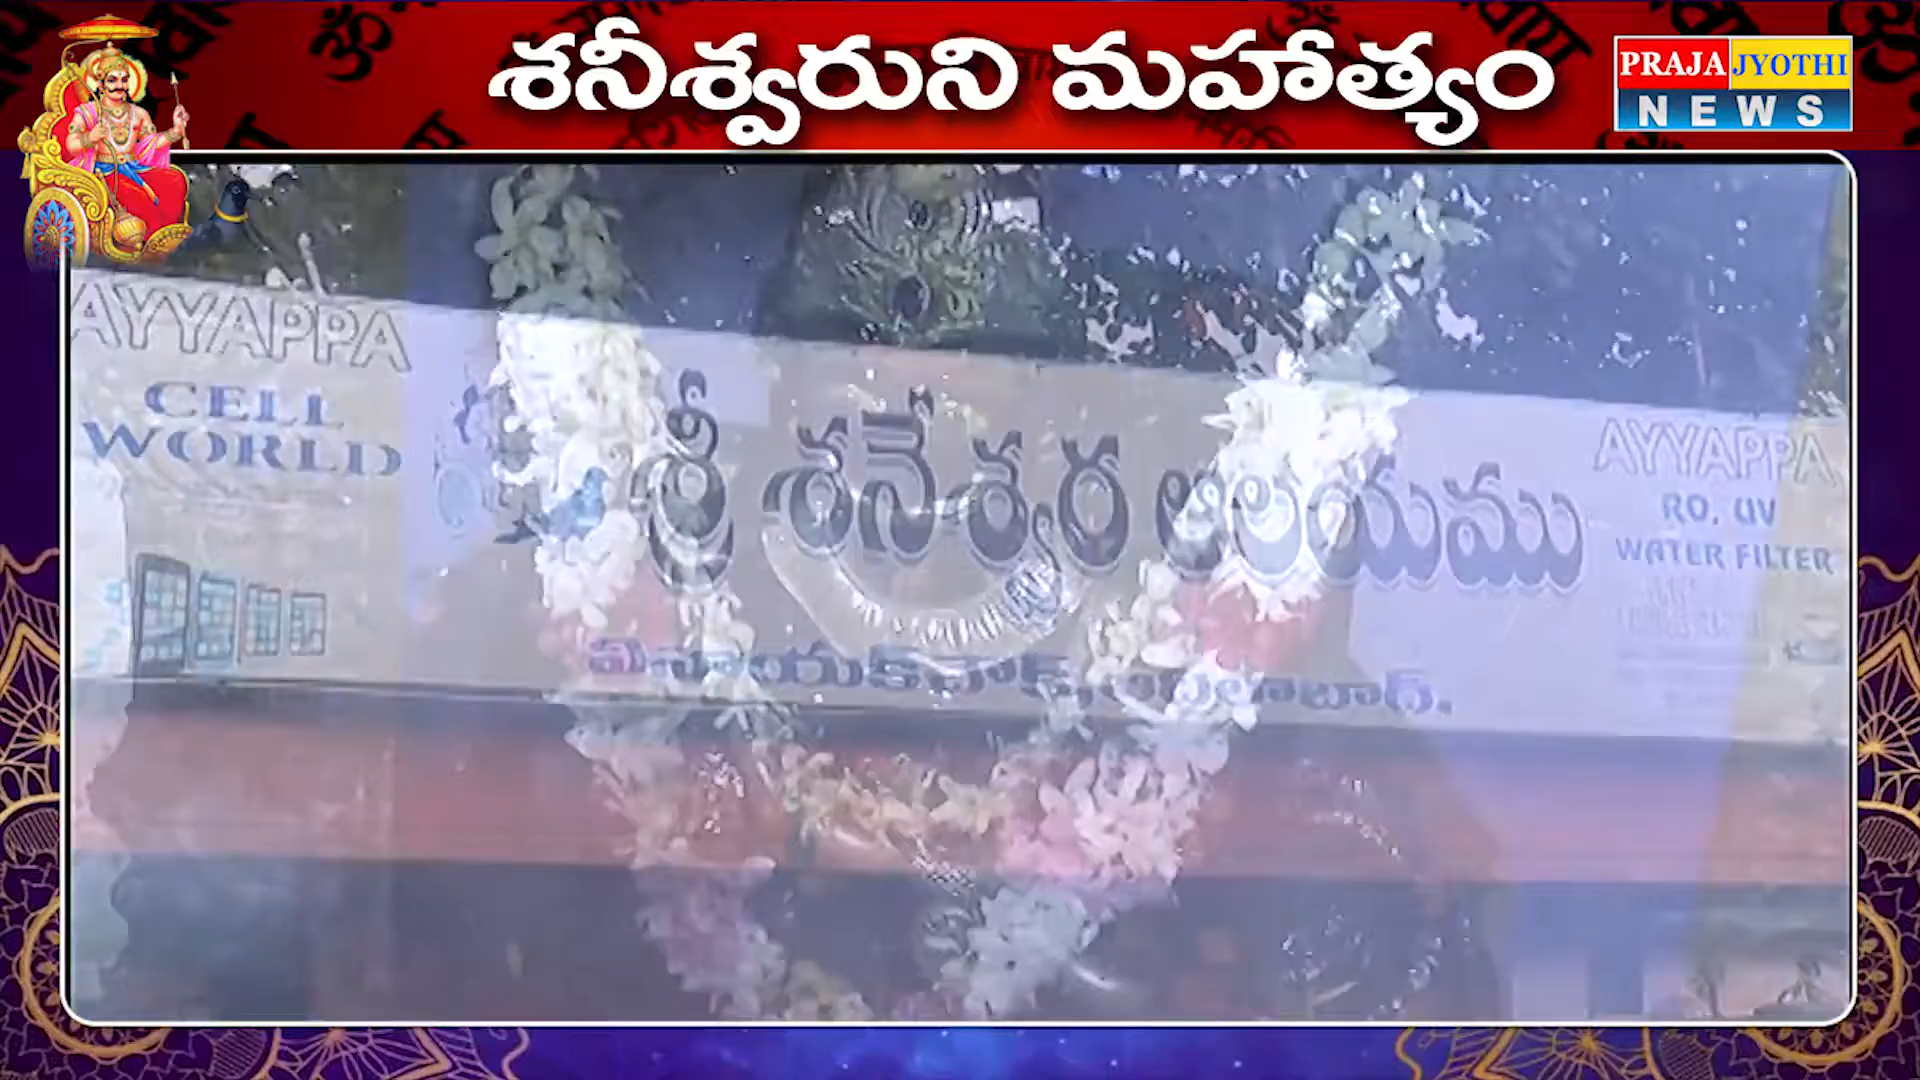 శనీశ్వరుని మహాత్యం
PRAJA JYOTHI
NEWS
AYYAPPA
CELL
WORLD
శ్రీ శనేశ్వర ఆలయము
AYYAPPA
RO. UV
WATER FILTER